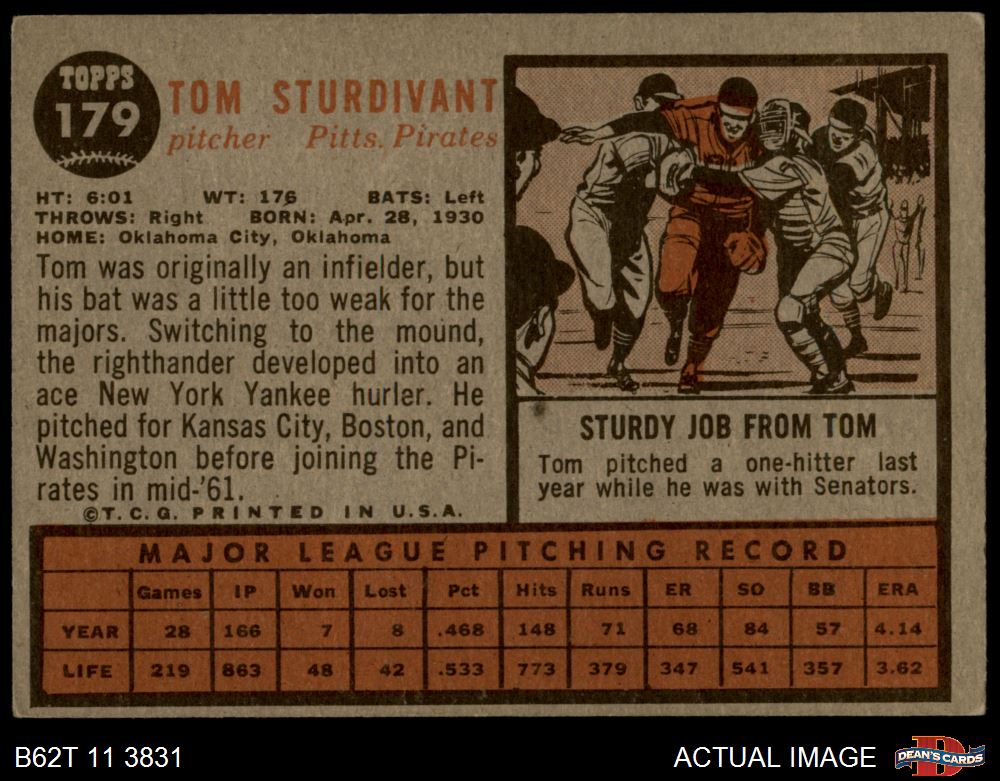 TOPPS
179
TOM STURDIVANT
pitcher Pitts. Pirates
HT: 6:01 WT: 176 BATS: Left
THROWS: Right BORN: Apr. 28, 1930
HOME: Oklahoma City, Oklahoma
Tom was originally an infielder, but
his bat was a little too weak for the
majors. Switching to the mound,
the righthander developed into an
ace New York Yankee hurler. He
pitched for Kansas City, Boston, and
Washington before joining the Pi-
rates in mid-'61.
©T.C.G. PRINTED IN U.S.A.
STURDY JOB FROM TOM
Tom pitched a one-hitter last
year while he was with Senators.
MAJOR LEAGUE PITCHING RECORD
Games IP Won Lost Pct Hits Runs ER SO BB ERA
YEAR 28 166 7 8 .468 148 71 68 84 57 4.14
LIFE 219 863 48 42 .533 773 379 347 541 357 3.62
B62T 11 3831
ACTUAL IMAGE
D
DEAN'S CARDS